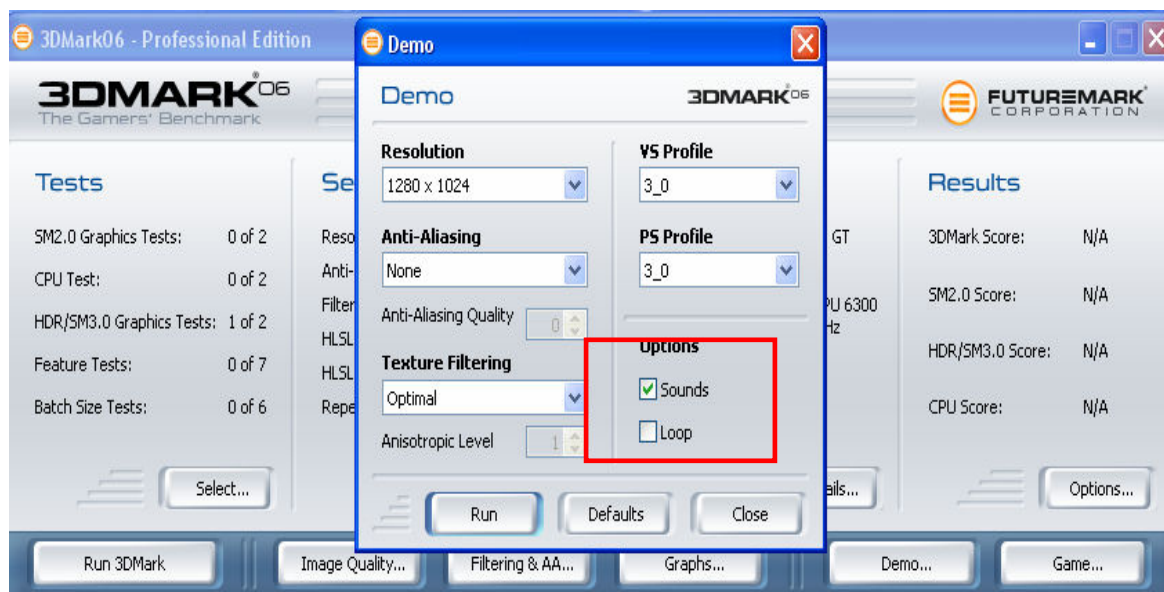 3DMark06 - Professional Edition
Demo
3DMARK®06
The Gamers' Benchmark
Demo
3DMARK®06
FUTUREMARK®
CORPORATION
Tests
SM2.0 Graphics Tests: 0 of 2
CPU Test: 0 of 2
HDR/SM3.0 Graphics Tests: 1 of 2
Feature Tests: 0 of 7
Batch Size Tests: 0 of 6
Select...
Se
Reso
Anti-
Filter
HLSL
HLSL
Repe
Resolution
1280 x 1024
Anti-Aliasing
None
Anti-Aliasing Quality 0
Texture Filtering
Optimal
Anisotropic Level 1
VS Profile
3_0
PS Profile
3_0
Options
Sounds
Loop
Run
Defaults
Close
GT
PU 6300
Hz
ails...
Results
3DMark Score: N/A
SM2.0 Score: N/A
HDR/SM3.0 Score: N/A
CPU Score: N/A
Options...
Run 3DMark
Image Quality...
Filtering & AA...
Graphs...
Demo...
Game...